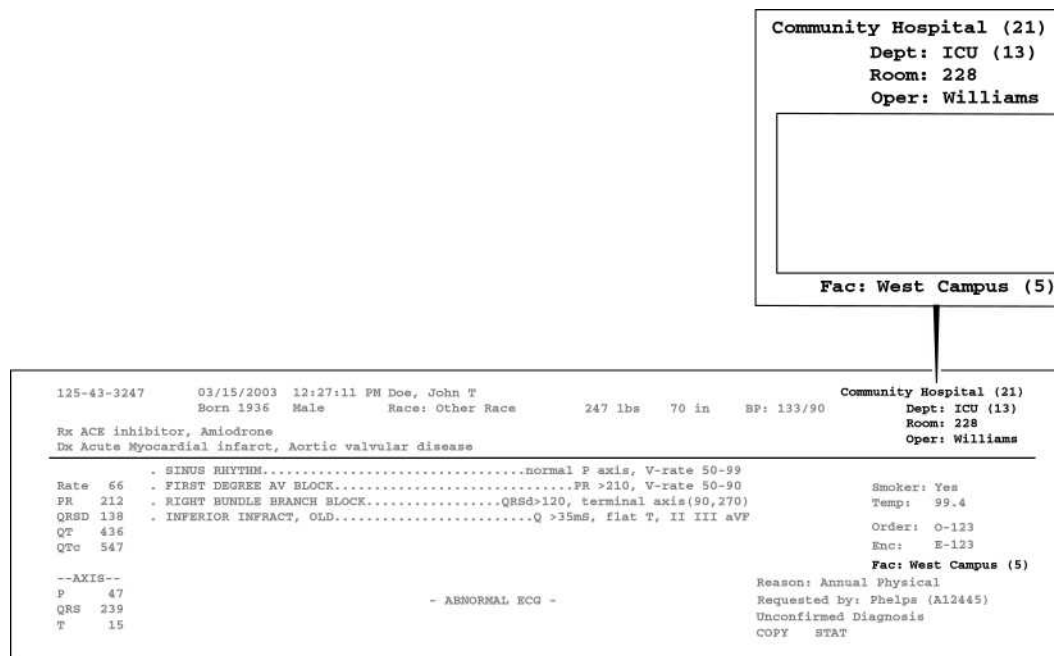 Community Hospital (21)
Dept: ICU (13)
Room: 228
Oper: Williams
Fac: West Campus (5)
125-43-3247 03/15/2003 12:27:11 PM Doe, John T Community Hospital (21)
Born 1936 Male Race: Other Race 247 lbs 70 in BP: 133/90 Dept: ICU (13)
Room: 228
Rx ACE inhibitor, Amiodrone
Oper: Williams
Dx Acute Myocardial infarct, Aortic valvular disease
. SINUS RHYTHM.................................normal P axis, V-rate 50-99
Rate 66 . FIRST DEGREE AV BLOCK..............................PR >210, V-rate 50-90 Smoker: Yes
PR 212 . RIGHT BUNDLE BRANCH BLOCK.................QRSd>120, terminal axis(90,270) Temp: 99.4
QRSD 138 . INFERIOR INFRACT, OLD.........................Q >35mS, flat T, II III aVF
QT 436 Order: O-123
QTc 547 Enc: E-123
Fac: West Campus (5)
--AXIS-- Reason: Annual Physical
P 47 - ABNORMAL ECG - Requested by: Phelps (A12445)
QRS 239 Unconfirmed Diagnosis
T 15 COPY STAT